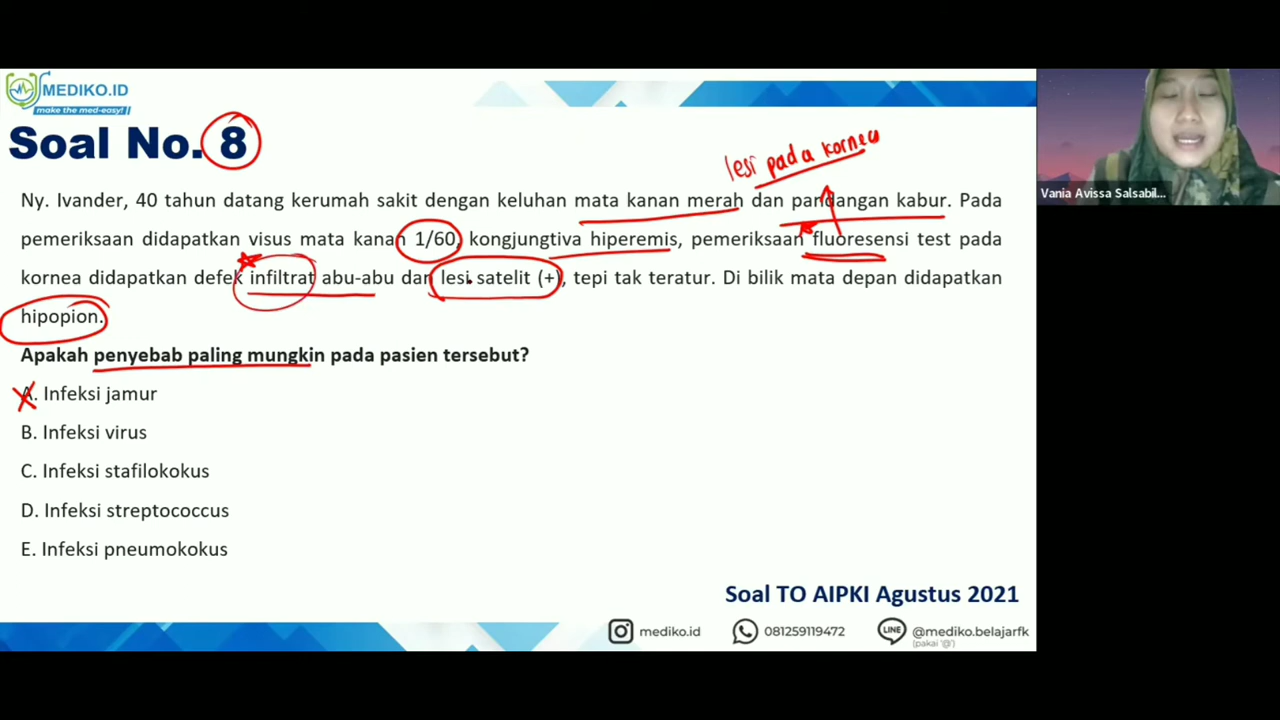 MEDIKO.ID
make the med-easy!
Soal No. 8
lesi pada kornea
Ny. Ivander, 40 tahun datang kerumah sakit dengan keluhan mata kanan merah dan pandangan kabur. Pada
pemeriksaan didapatkan visus mata kanan 1/60, kongjungtiva hiperemis, pemeriksaan fluoresensi test pada
kornea didapatkan defek infiltrat abu-abu dan lesi satelit (+), tepi tak teratur. Di bilik mata depan didapatkan
hipopion.
Apakah penyebab paling mungkin pada pasien tersebut?
A. Infeksi jamur
B. Infeksi virus
C. Infeksi stafilokokus
D. Infeksi streptococcus
E. Infeksi pneumokokus
Soal TO AIPKI Agustus 2021
mediko.id 081259119472 LINE @mediko.belajarfk
(pakai '@')
Vania Avissa Salsabil...